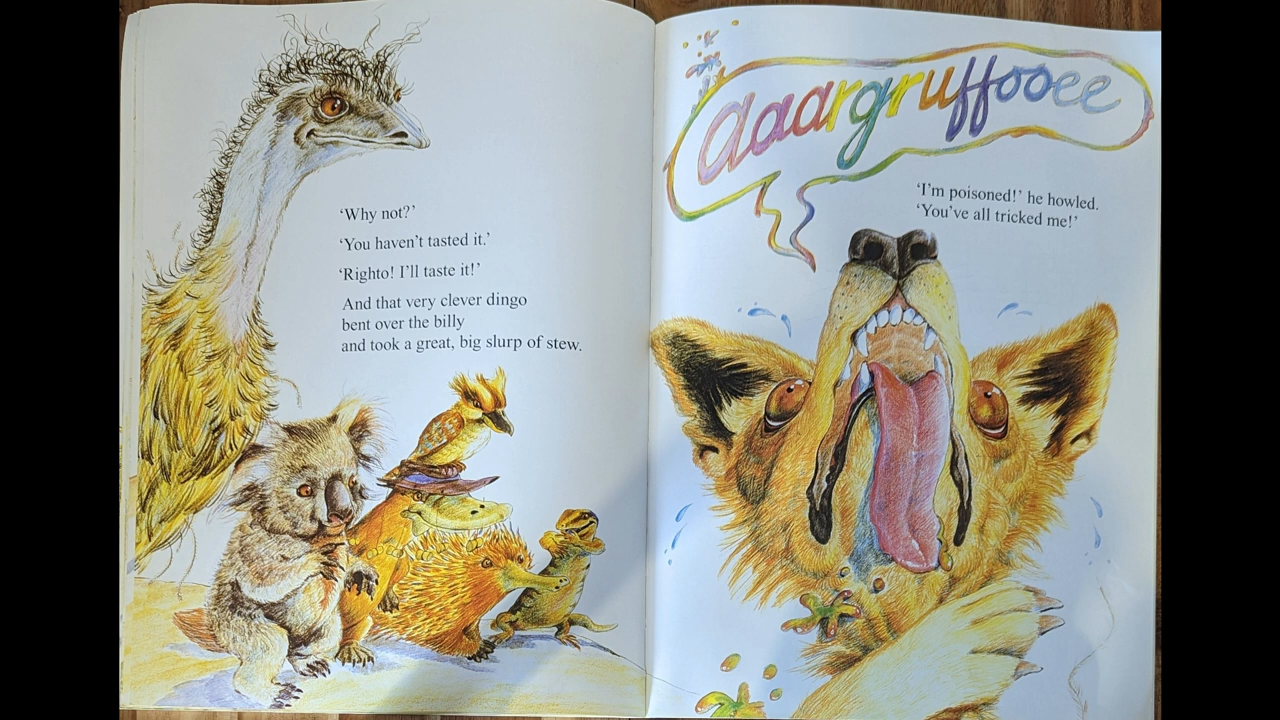 ‘Why not?’
‘You haven’t tasted it.’
‘Righto! I’ll taste it!’
And that very clever dingo
bent over the billy
and took a great, big slurp of stew.
aaargruffooee
‘I’m poisoned!’ he howled.
‘You’ve all tricked me!’